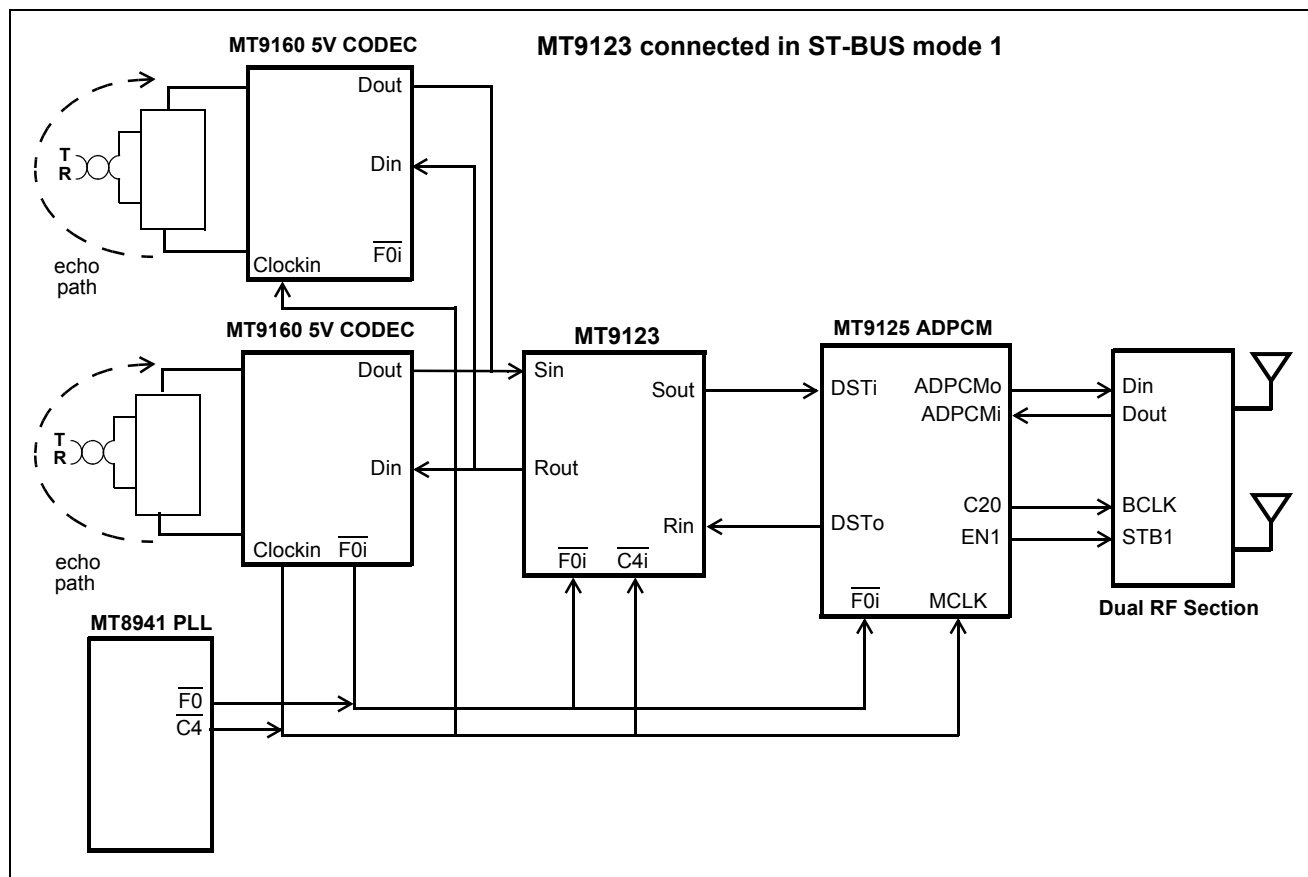 MT9123 connected in ST-BUS mode 1
MT9160 5V CODEC
Dout
Din
F0i
Clockin
T
R
echo
path
MT9160 5V CODEC
Dout
Din
Clockin
F0i
T
R
echo
path
MT8941 PLL
F0
C4
MT9123
Sin
Sout
Rout
Rin
F0i
C4i
MT9125 ADPCM
DSTi
ADPCMo
ADPCMi
DSTo
C20
EN1
F0i
MCLK
Din
Dout
BCLK
STB1
Dual RF Section